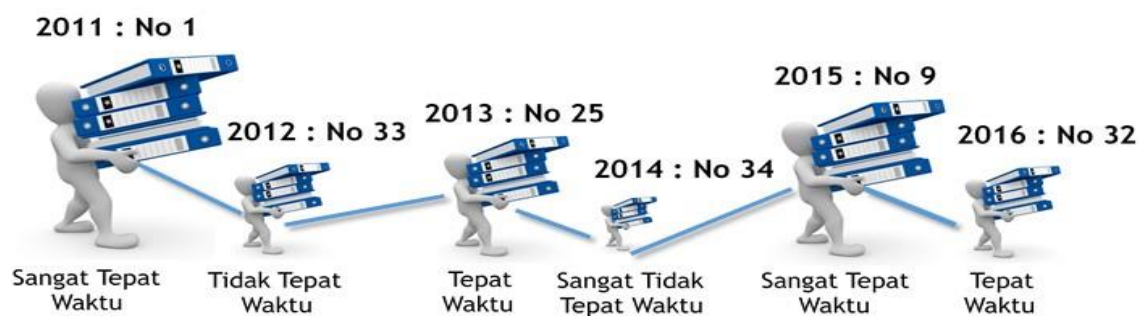 2011 : No 1
2012 : No 33
2013 : No 25
2014 : No 34
2015 : No 9
2016 : No 32
Sangat Tepat
Waktu
Tidak Tepat
Waktu
Tepat
Waktu
Sangat Tidak
Tepat Waktu
Sangat Tepat
Waktu
Tepat
Waktu